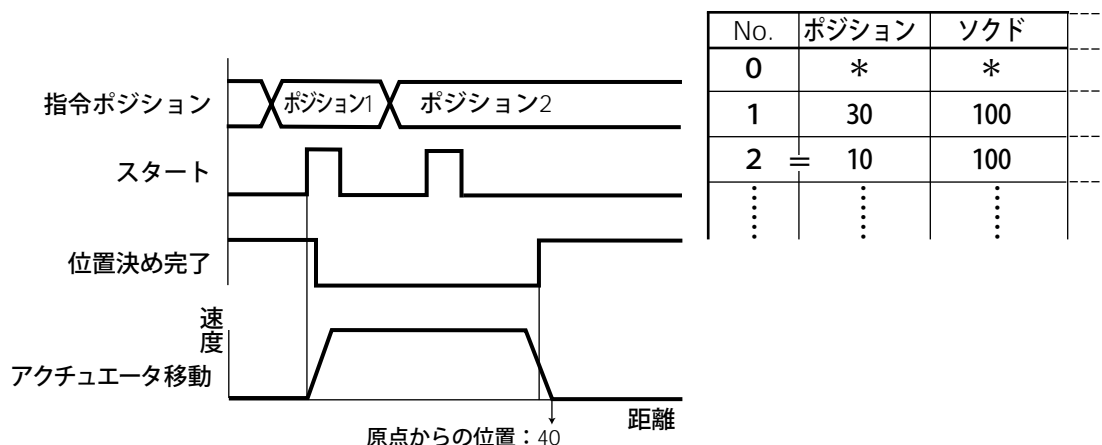 No. ポジション ソクド
0 * *
1 30 100
2 = 10 100
指令ポジション
ポジション1
ポジション2
スタート
位置決め完了
速度
アクチュエータ移動
距離
原点からの位置：40